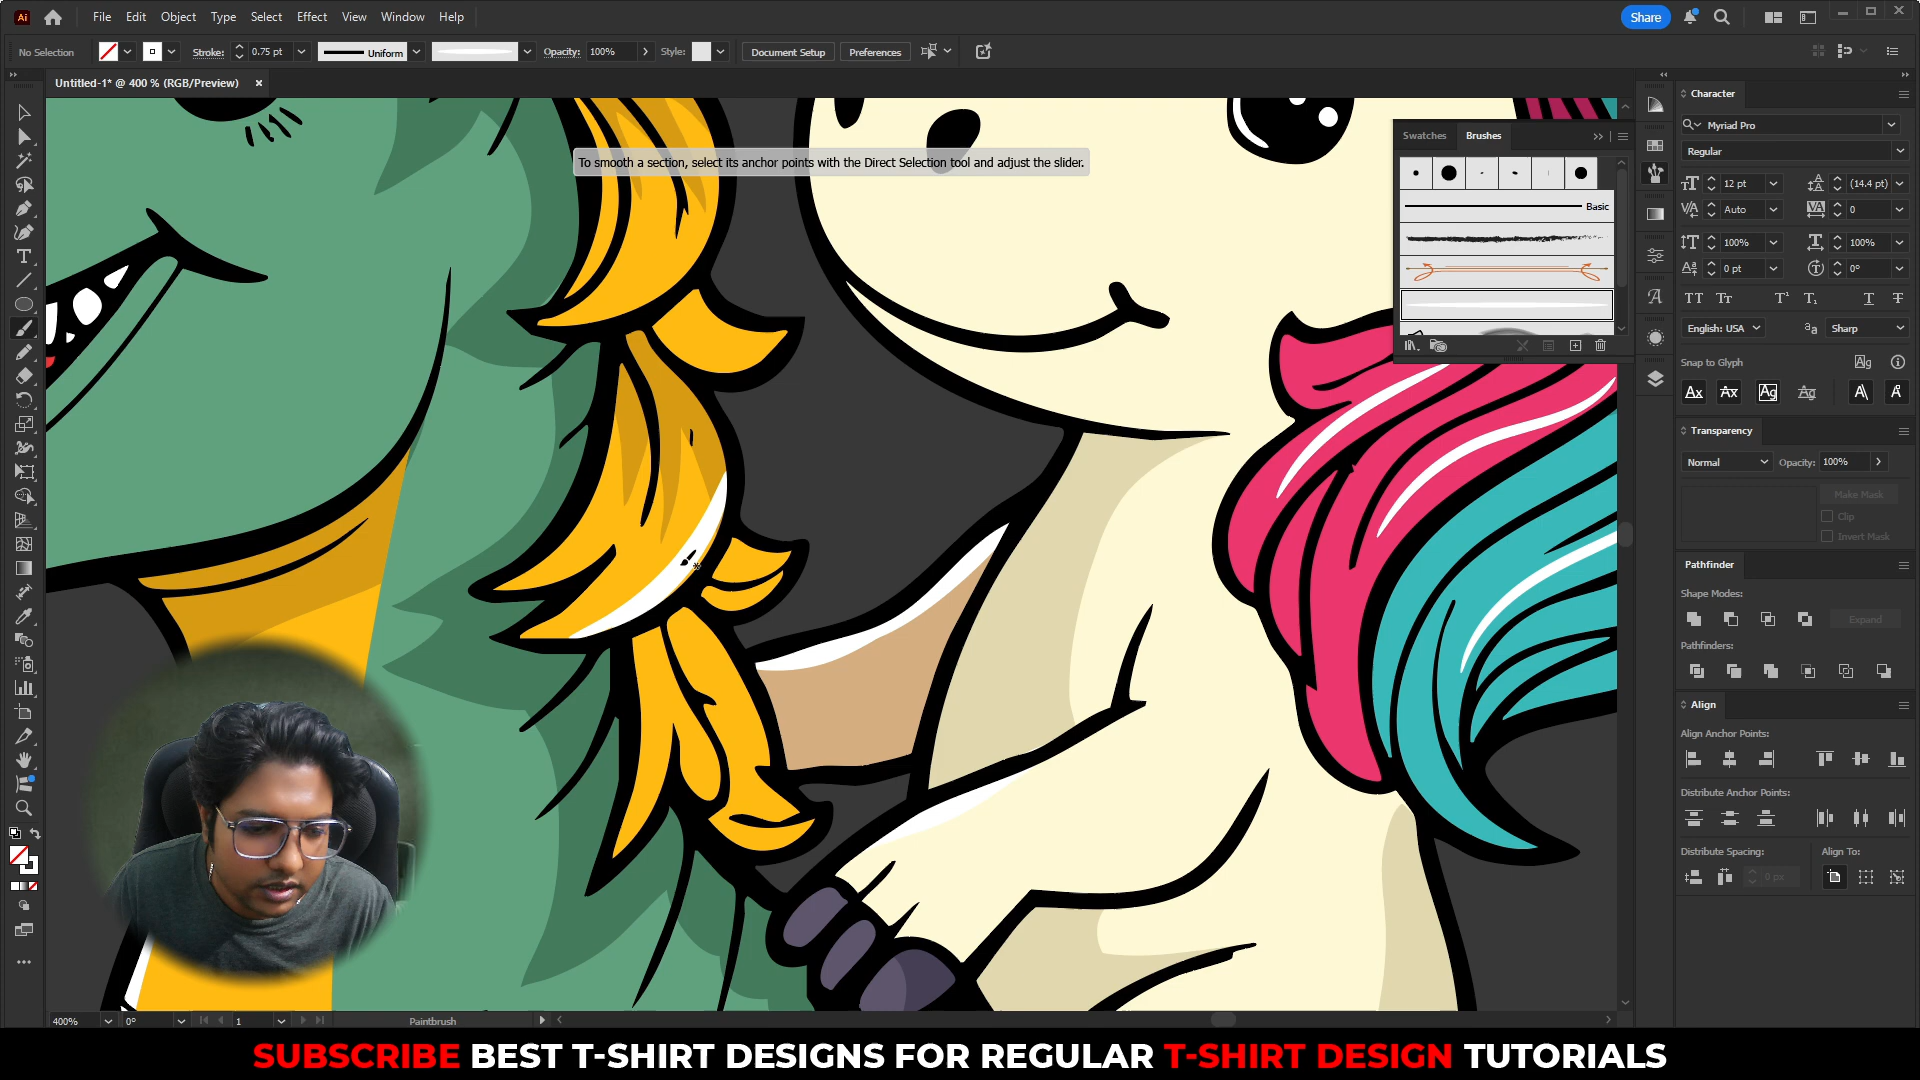 Ai File Edit Object Type Select Effect View Window Help Share
No Selection Stroke: 0.75 pt Uniform Opacity: 100% Style: Document Setup Preferences
Untitled-1* @ 400 % (RGB/Preview) ×
To smooth a section, select its anchor points with the Direct Selection tool and adjust the slider.
Swatches Brushes
Basic
Character
Myriad Pro
Regular
12 pt (14.4 pt)
Auto 0
100% 100%
0 pt 0°
English: USA Sharp
Snap to Glyph
Transparency
Normal Opacity: 100%
Make Mask
Clip
Invert Mask
Pathfinder
Shape Modes:
Expand
Pathfinders:
Align
Align Anchor Points:
Distribute Anchor Points:
Distribute Spacing: Align To:
0 px
400% 0° 1 Paintbrush
SUBSCRIBE BEST T-SHIRT DESIGNS FOR REGULAR T-SHIRT DESIGN TUTORIALS